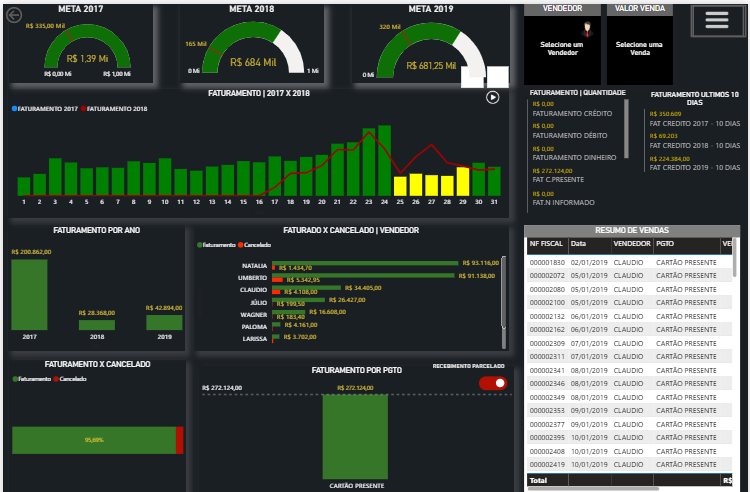 META 2017
META 2018
META 2019
VENDEDOR
VALOR VENDA
R$ 335,00 Mil
R$ 1,39 Mi
R$ 0,00 Mi
R$ 1,00 Mi
165 Mil
R$ 684 Mil
0 Mi
1 Mi
320 Mil
R$ 681,25 Mil
0 Mi
Selecione um
Vendedor
Selecione uma
Venda
FATURAMENTO | 2017 X 2018
FATURAMENTO 2017
FATURAMENTO 2018
1 2 3 4 5 6 7 8 9 10 11 12 13 14 15 16 17 18 19 20 21 22 23 24 25 26 27 28 29 30 31
FATURAMENTO | QUANTIDADE
R$ 0,00
FATURAMENTO CRÉDITO
R$ 0,00
FATURAMENTO DÉBITO
R$ 0,00
FATURAMENTO DINHEIRO
R$ 272.124,00
FAT C.PRESENTE
R$ 0,00
FAT.N INFORMADO
FATURAMENTO ULTIMOS 10
DIAS
R$ 350.609
FAT CREDITO 2017 - 10 DIAS
R$ 69.203
FAT CREDITO 2018 - 10 DIAS
R$ 224.384,00
FAT CREDITO 2019 - 10 DIAS
FATURAMENTO POR ANO
R$ 200.862,00
R$ 28.368,00
R$ 42.894,00
2017
2018
2019
FATURADO X CANCELADO | VENDEDOR
Faturamento
Cancelado
NATALIA
R$ 93.116,00
R$ 1.434,70
UMBERTO
R$ 91.138,00
R$ 5.342,95
CLAUDIO
R$ 34.405,00
R$ 4.108,00
JÚLIO
R$ 26.427,00
R$ 199,50
WAGNER
R$ 16.608,00
R$ 183,40
PALOMA
R$ 4.161,00
LARISSA
R$ 3.702,00
RESUMO DE VENDAS
NF FISCAL Data VENDEDOR PGTO VEI
000001830 02/01/2019 CLAUDIO CARTÃO PRESENTE
000002072 05/01/2019 CLAUDIO CARTÃO PRESENTE
000002080 05/01/2019 CLAUDIO CARTÃO PRESENTE
000002100 05/01/2019 CLAUDIO CARTÃO PRESENTE
000002132 06/01/2019 CLAUDIO CARTÃO PRESENTE
000002162 06/01/2019 CLAUDIO CARTÃO PRESENTE
000002309 07/01/2019 CLAUDIO CARTÃO PRESENTE
000002311 07/01/2019 CLAUDIO CARTÃO PRESENTE
000002341 08/01/2019 CLAUDIO CARTÃO PRESENTE
000002346 08/01/2019 CLAUDIO CARTÃO PRESENTE
000002349 08/01/2019 CLAUDIO CARTÃO PRESENTE
000002353 09/01/2019 CLAUDIO CARTÃO PRESENTE
000002377 09/01/2019 CLAUDIO CARTÃO PRESENTE
000002395 10/01/2019 CLAUDIO CARTÃO PRESENTE
000002408 10/01/2019 CLAUDIO CARTÃO PRESENTE
000002419 10/01/2019 CLAUDIO CARTÃO PRESENTE
Total R$
FATURAMENTO X CANCELADO
Faturamento
Cancelado
95,69%
FATURAMENTO POR PGTO
RECEBIMENTO PARCELADO
R$ 272.124,00
R$ 272.124,00
CARTÃO PRESENTE